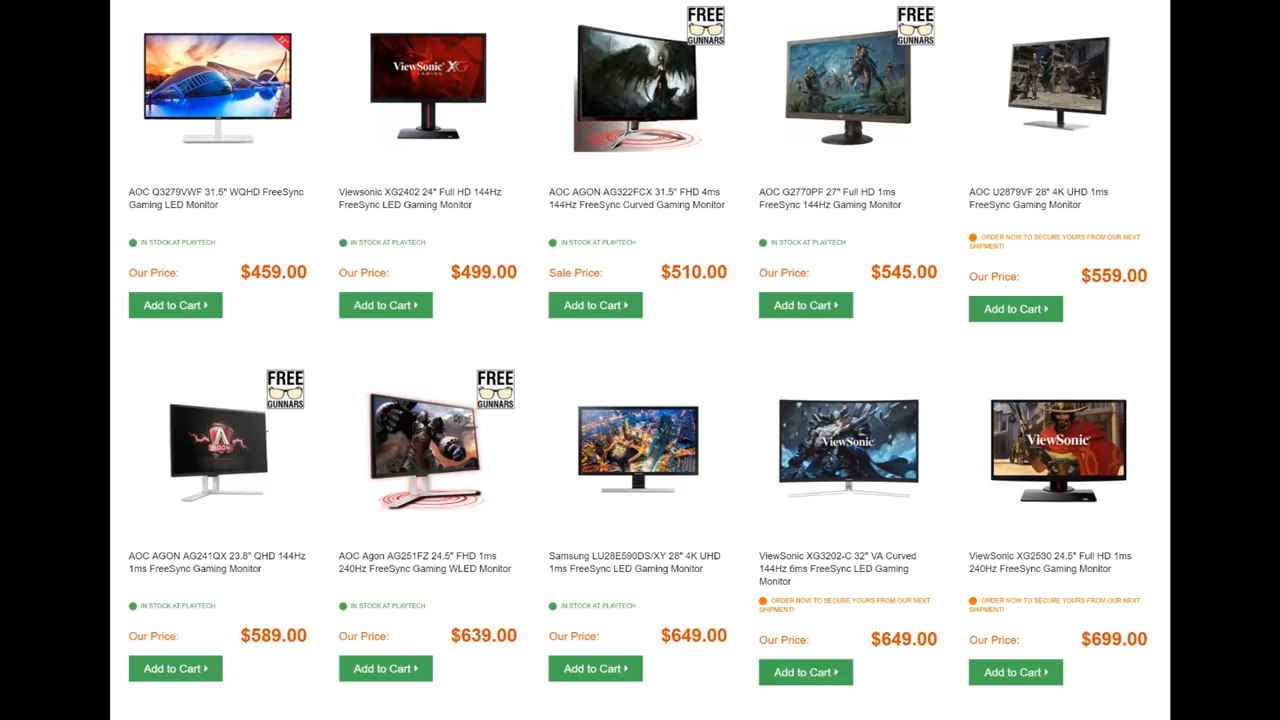 FREE
GUNNARS
FREE
GUNNARS
32"
ViewSonic XG
GAMING
AOC Q3279VWF 31.5" WQHD FreeSync
Gaming LED Monitor
Viewsonic XG2402 24" Full HD 144Hz
FreeSync LED Gaming Monitor
AOC AGON AG322FCX 31.5" FHD 4ms
144Hz FreeSync Curved Gaming Monitor
AOC G2770PF 27" Full HD 1ms
FreeSync 144Hz Gaming Monitor
AOC U2879VF 28" 4K UHD 1ms
FreeSync Gaming Monitor
IN STOCK AT PLAYTECH
IN STOCK AT PLAYTECH
IN STOCK AT PLAYTECH
IN STOCK AT PLAYTECH
ORDER NOW TO SECURE YOURS FROM OUR NEXT
SHIPMENT!
Our Price: $459.00
Our Price: $499.00
Sale Price: $510.00
Our Price: $545.00
Our Price: $559.00
Add to Cart
Add to Cart
Add to Cart
Add to Cart
Add to Cart
FREE
GUNNARS
FREE
GUNNARS
AGON
ViewSonic
ViewSonic
AOC AGON AG241QX 23.8" QHD 144Hz
1ms FreeSync Gaming Monitor
AOC Agon AG251FZ 24.5" FHD 1ms
240Hz FreeSync Gaming WLED Monitor
Samsung LU28E590DS/XY 28" 4K UHD
1ms FreeSync LED Gaming Monitor
ViewSonic XG3202-C 32" VA Curved
144Hz 6ms FreeSync LED Gaming
Monitor
ViewSonic XG2530 24.5" Full HD 1ms
240Hz FreeSync Gaming Monitor
IN STOCK AT PLAYTECH
IN STOCK AT PLAYTECH
IN STOCK AT PLAYTECH
ORDER NOW TO SECURE YOURS FROM OUR NEXT
SHIPMENT!
ORDER NOW TO SECURE YOURS FROM OUR NEXT
SHIPMENT!
Our Price: $589.00
Our Price: $639.00
Our Price: $649.00
Our Price: $649.00
Our Price: $699.00
Add to Cart
Add to Cart
Add to Cart
Add to Cart
Add to Cart